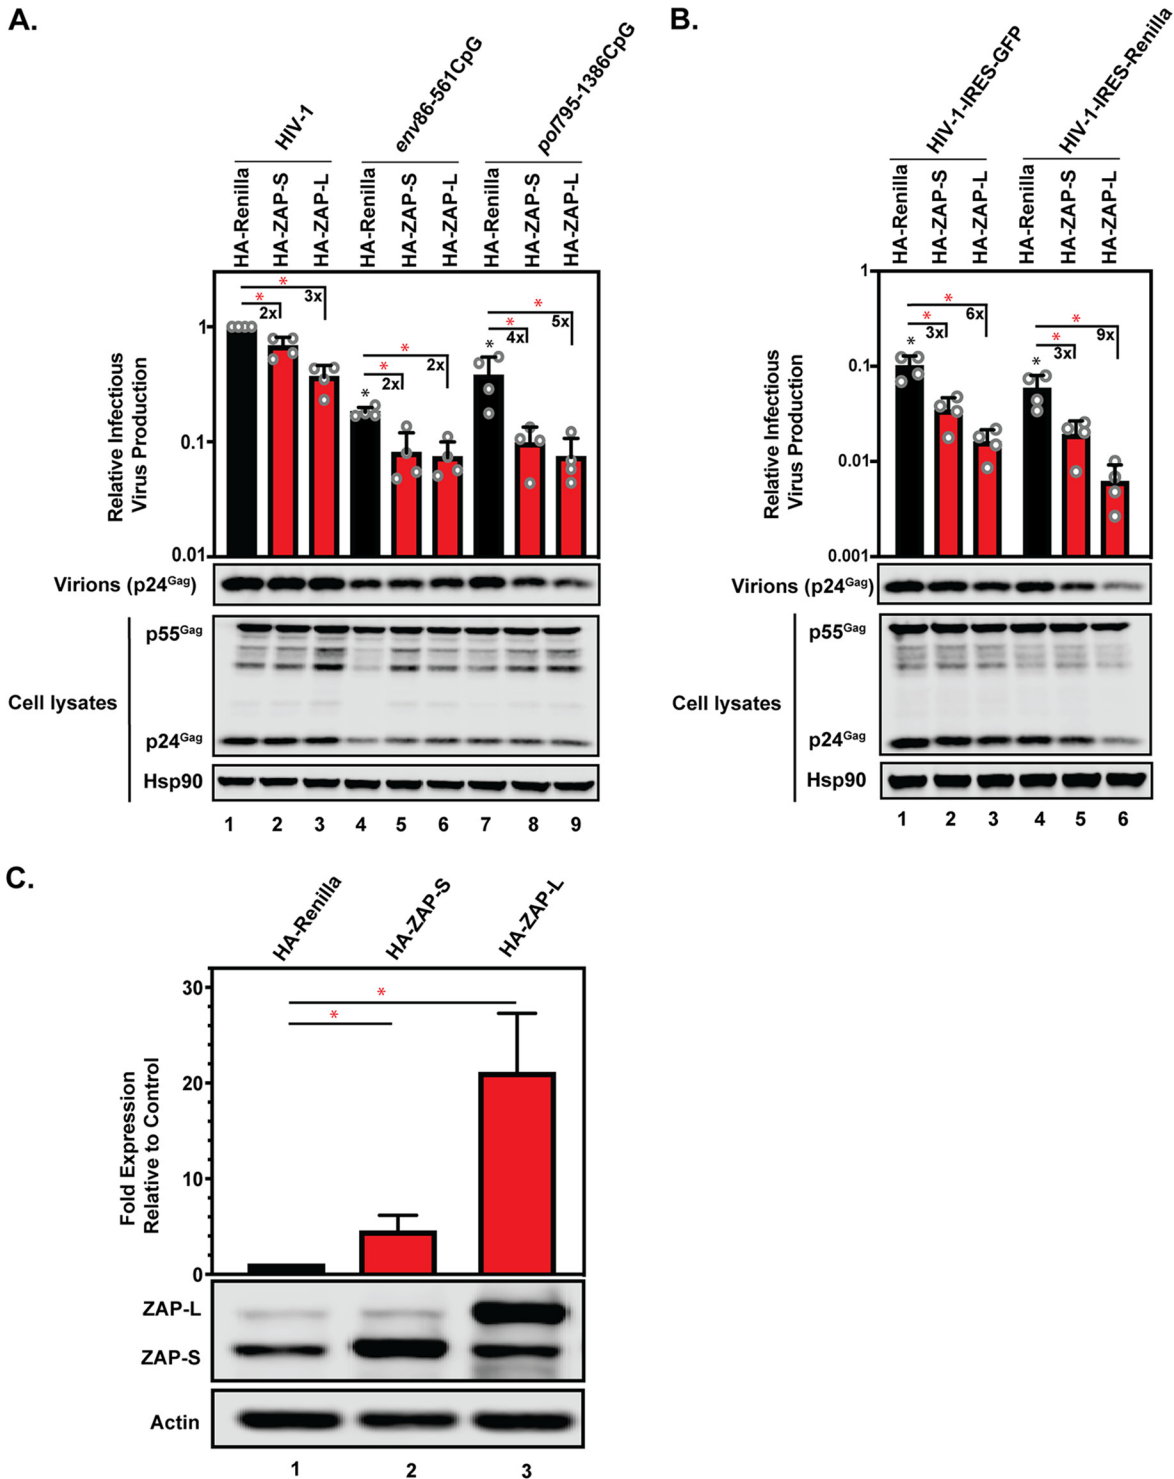 A.
HIV-1
env86-561CpG
pol795-1386CpG
HA-Renilla
HA-ZAP-S
HA-ZAP-L
HA-Renilla
HA-ZAP-S
HA-ZAP-L
HA-Renilla
HA-ZAP-S
HA-ZAP-L
Relative Infectious
Virus Production
1
0.1
0.01
*
2x
*
3x
*
*
2x
*
2x
*
*
4x
*
5x
Virions (p24Gag)
Cell lysates
p55Gag
p24Gag
Hsp90
1 2 3 4 5 6 7 8 9
B.
HIV-1-IRES-GFP
HIV-1-IRES-Renilla
HA-Renilla
HA-ZAP-S
HA-ZAP-L
HA-Renilla
HA-ZAP-S
HA-ZAP-L
Relative Infectious
Virus Production
1
0.1
0.01
0.001
*
*
3x
*
6x
*
*
3x
*
9x
Virions (p24Gag)
Cell lysates
p55Gag
p24Gag
Hsp90
1 2 3 4 5 6
C.
HA-Renilla
HA-ZAP-S
HA-ZAP-L
Fold Expression
Relative to Control
30
20
10
0
*
*
ZAP-L
ZAP-S
Actin
1 2 3